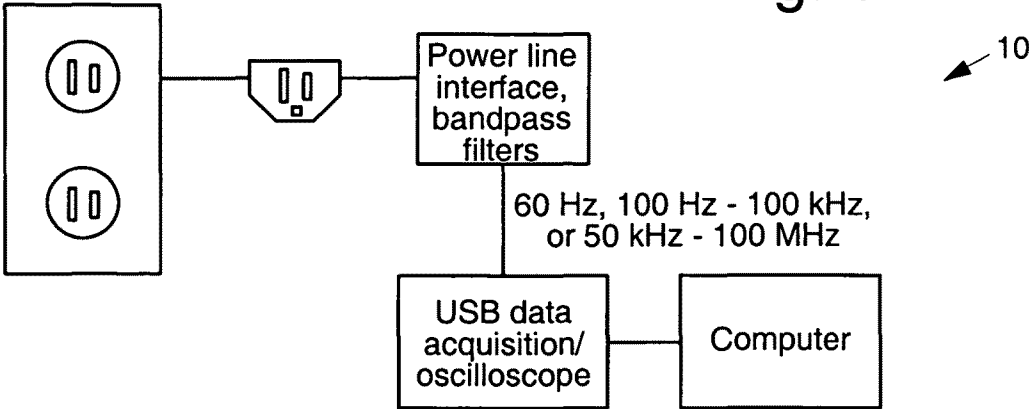 10
Power line
interface,
bandpass
filters
60 Hz, 100 Hz - 100 kHz,
or 50 kHz - 100 MHz
USB data
acquisition/
oscilloscope
Computer